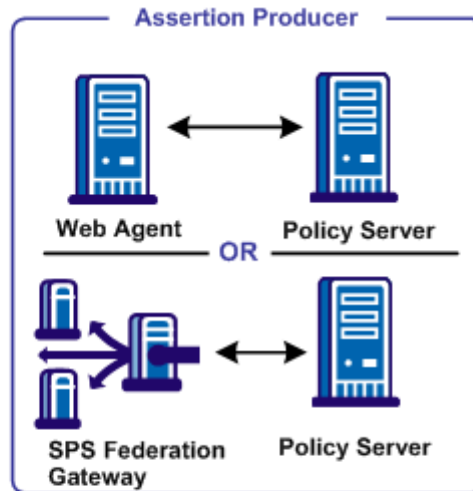 Assertion Producer
Web Agent
Policy Server
OR
SPS Federation
Gateway
Policy Server